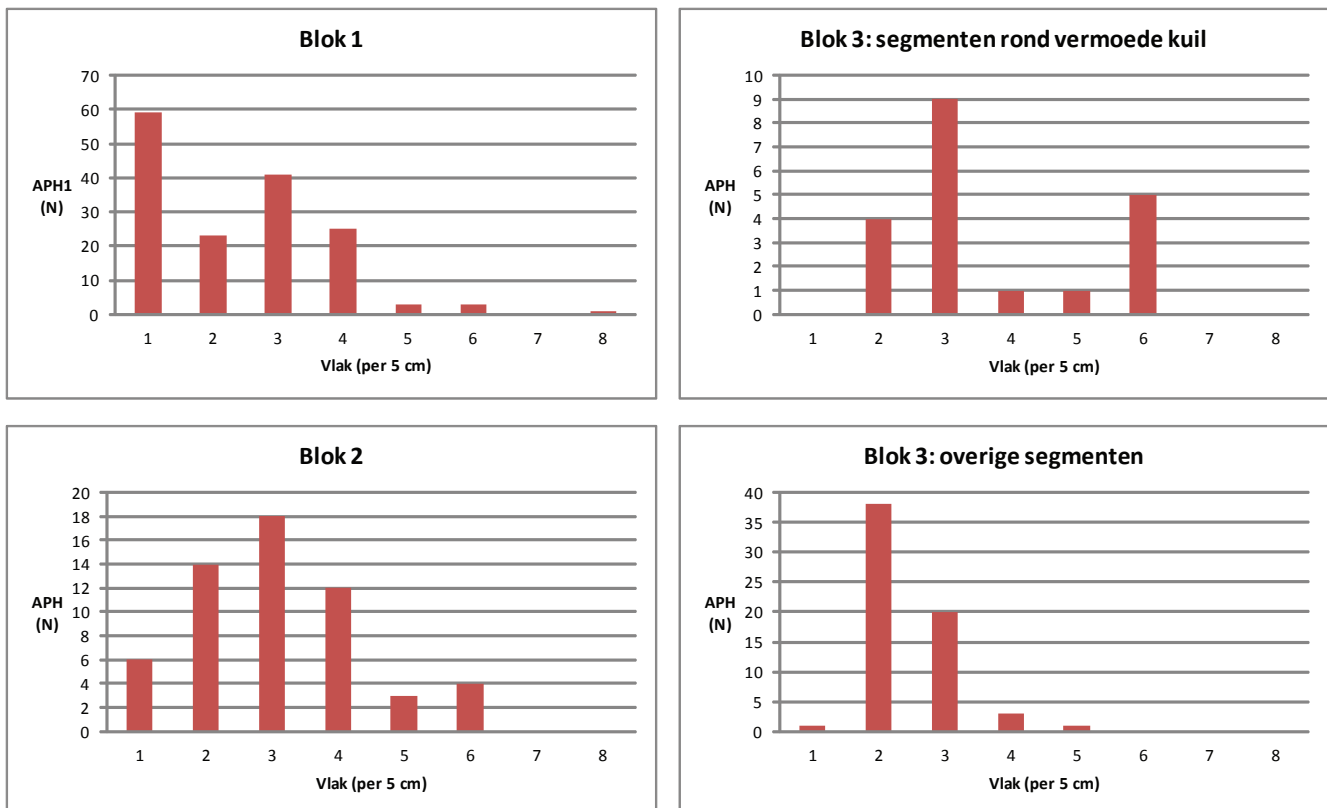 Blok 1
70
60
50
40
30
20
10
0
APH1
(N)
1 2 3 4 5 6 7 8
Vlak (per 5 cm)
Blok 3: segmenten rond vermoede kuil
10
9
8
7
6
5
4
3
2
1
0
APH
(N)
1 2 3 4 5 6 7 8
Vlak (per 5 cm)
Blok 2
20
18
16
14
12
10
8
6
4
2
0
APH
(N)
1 2 3 4 5 6 7 8
Vlak (per 5 cm)
Blok 3: overige segmenten
40
35
30
25
20
15
10
5
0
APH
(N)
1 2 3 4 5 6 7 8
Vlak (per 5 cm)